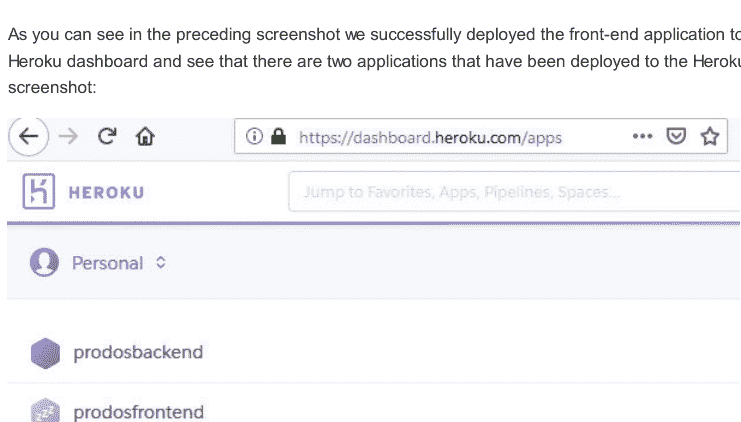 As you can see in the preceding screenshot we successfully deployed the front-end application to
Heroku dashboard and see that there are two applications that have been deployed to the
screenshot:
https://dashboard.heroku.com/apps
HEROKU
Jump to Favorites, Apps, Pipelines, Spaces...
Personal
prodosbackend
zzz
prodosfrontend